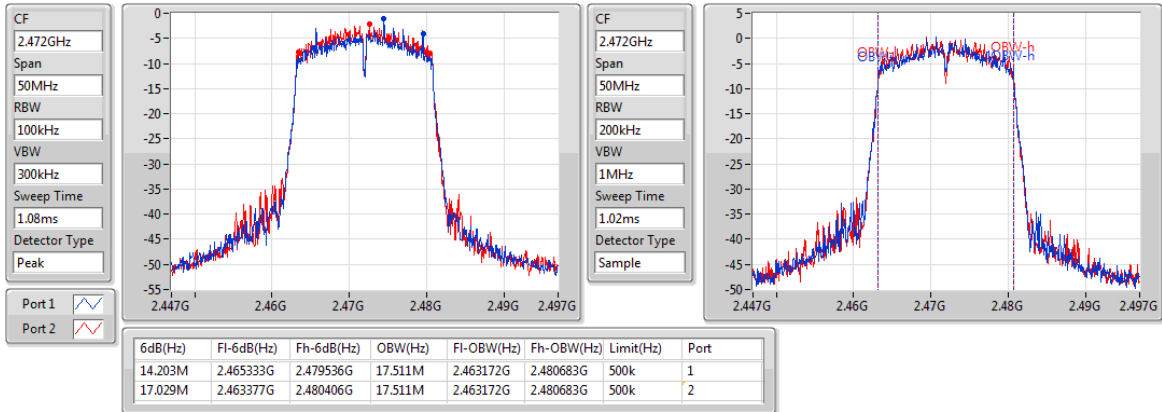 CF
2.472GHz
Span
50MHz
RBW
100kHz
VBW
300kHz
Sweep Time
1.08ms
Detector Type
Peak
Port 1
Port 2
0-
-5-
-10-
-15-
-20-
-25-
-30-
-35-
-40-
-45-
-50-
-55-
2.447G 2.46G 2.47G 2.48G 2.49G 2.497G
CF
2.472GHz
Span
50MHz
RBW
200kHz
VBW
1MHz
Sweep Time
1.02ms
Detector Type
Sample
5-
0-
-5-
-10-
-15-
-20-
-25-
-30-
-35-
-40-
-45-
-50-
OBW-h
OBW-h
2.447G 2.46G 2.47G 2.48G 2.49G 2.497G
6dB(Hz) Fl-6dB(Hz) Fh-6dB(Hz) OBW(Hz) Fl-OBW(Hz) Fh-OBW(Hz) Limit(Hz) Port
14.203M 2.465333G 2.479536G 17.511M 2.463172G 2.480683G 500k 1
17.029M 2.463377G 2.480406G 17.511M 2.463172G 2.480683G 500k 2